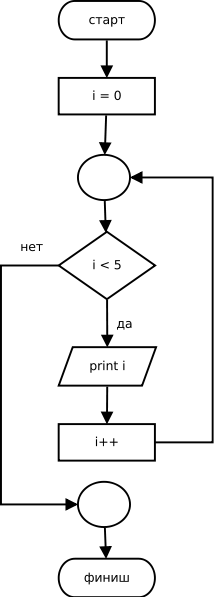 старт
i = 0
i < 5
нет
да
print i
i++
финиш